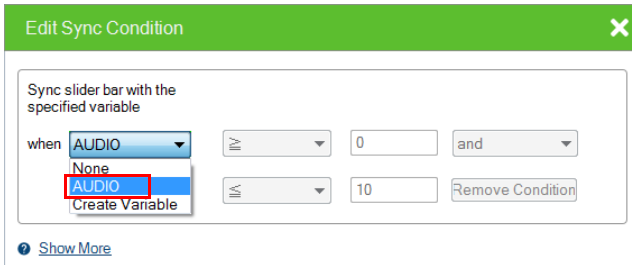 Edit Sync Condition
Sync slider bar with the
specified variable
when AUDIO ≧ 0 and
None
AUDIO
Create Variable
≦ 10 Remove Condition
Show More